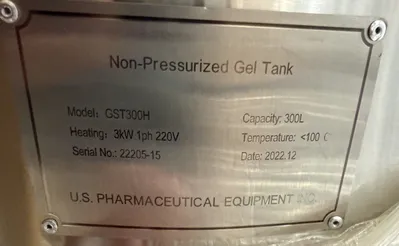 Non-Pressurized Gel Tank
Model: GST300H Capacity: 300L
Heating: 3kW 1ph 220V Temperature: <100 C
Serial No.: 22205-15 Date: 2022.12
U.S. PHARMACEUTICAL EQUIPMENT INC